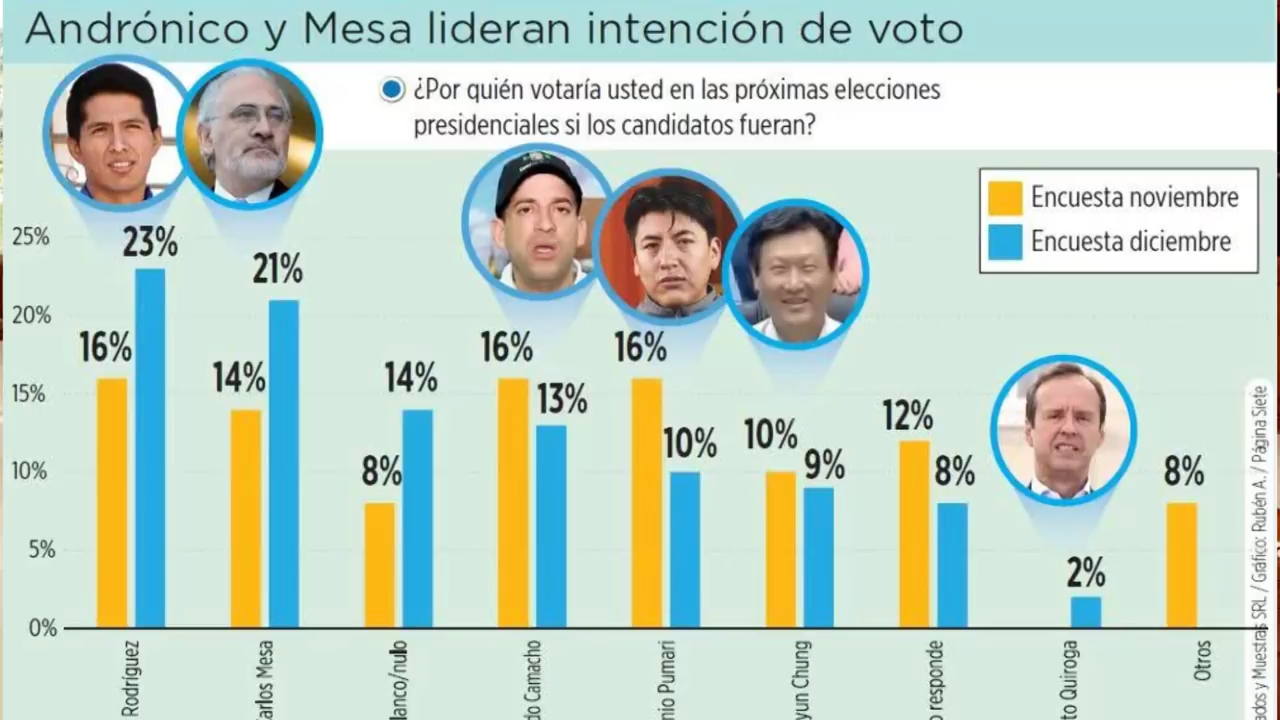 Andrónico y Mesa lideran intención de voto
¿Por quién votaría usted en las próximas elecciones
presidenciales si los candidatos fueran?
Encuesta noviembre
Encuesta diciembre
25%
20%
15%
10%
5%
0%
16%
23%
14%
21%
8%
14%
16%
13%
16%
10%
10%
9%
12%
8%
2%
8%
Rodríguez
arlos Mesa
lanco/nulo
do Camacho
nio Pumari
yun Chung
o responde
to Quiroga
Otros
ados y Muestras SRL / Gráfico: Rubén A. / Página Siete